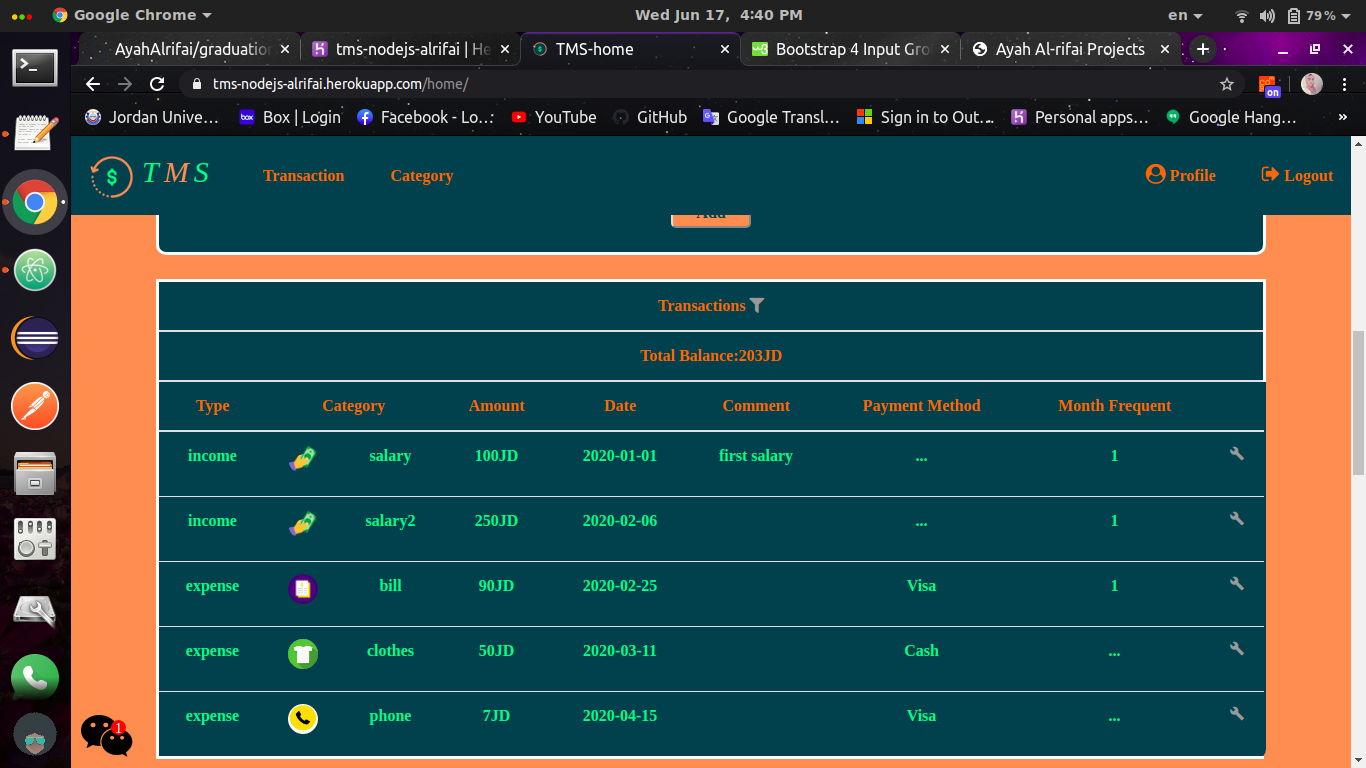 Google Chrome
Wed Jun 17, 4:40 PM
en
79%
AyahAlrifai/graduation
tms-nodejs-alrifai | He
TMS-home
Bootstrap 4 Input Gro
Ayah Al-rifai Projects
tms-nodejs-alrifai.herokuapp.com/home/
on
Jordan Unive…
box
Box | Login
Facebook - Lo…
YouTube
GitHub
Google Transl…
Sign in to Out…
Personal apps…
Google Hang…
»
TMS
Transaction
Category
Profile
Logout
Add
Transactions
Total Balance:203JD
Type Category Amount Date Comment Payment Method Month Frequent
income salary 100JD 2020-01-01 first salary ... 1
income salary2 250JD 2020-02-06 ... 1
expense bill 90JD 2020-02-25 Visa 1
expense clothes 50JD 2020-03-11 Cash ...
expense phone 7JD 2020-04-15 Visa ...
1